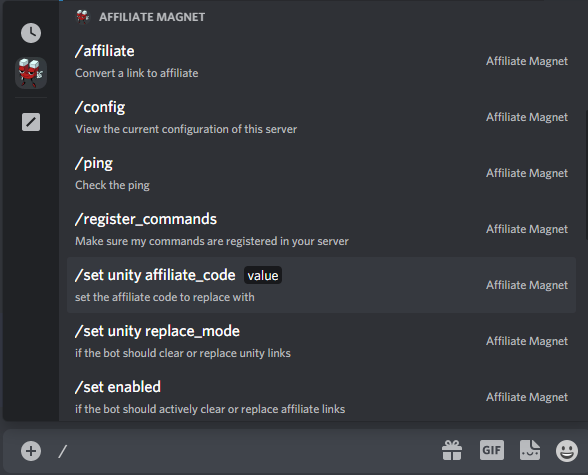 AFFILIATE MAGNET
/affiliate
Convert a link to affiliate
Affiliate Magnet
/config
View the current configuration of this server
Affiliate Magnet
/ping
Check the ping
Affiliate Magnet
/register_commands
Make sure my commands are registered in your server
Affiliate Magnet
/set unity affiliate_code value
set the affiliate code to replace with
Affiliate Magnet
/set unity replace_mode
if the bot should clear or replace unity links
Affiliate Magnet
/set enabled
if the bot should actively clear or replace affiliate links
Affiliate Magnet
/
GIF